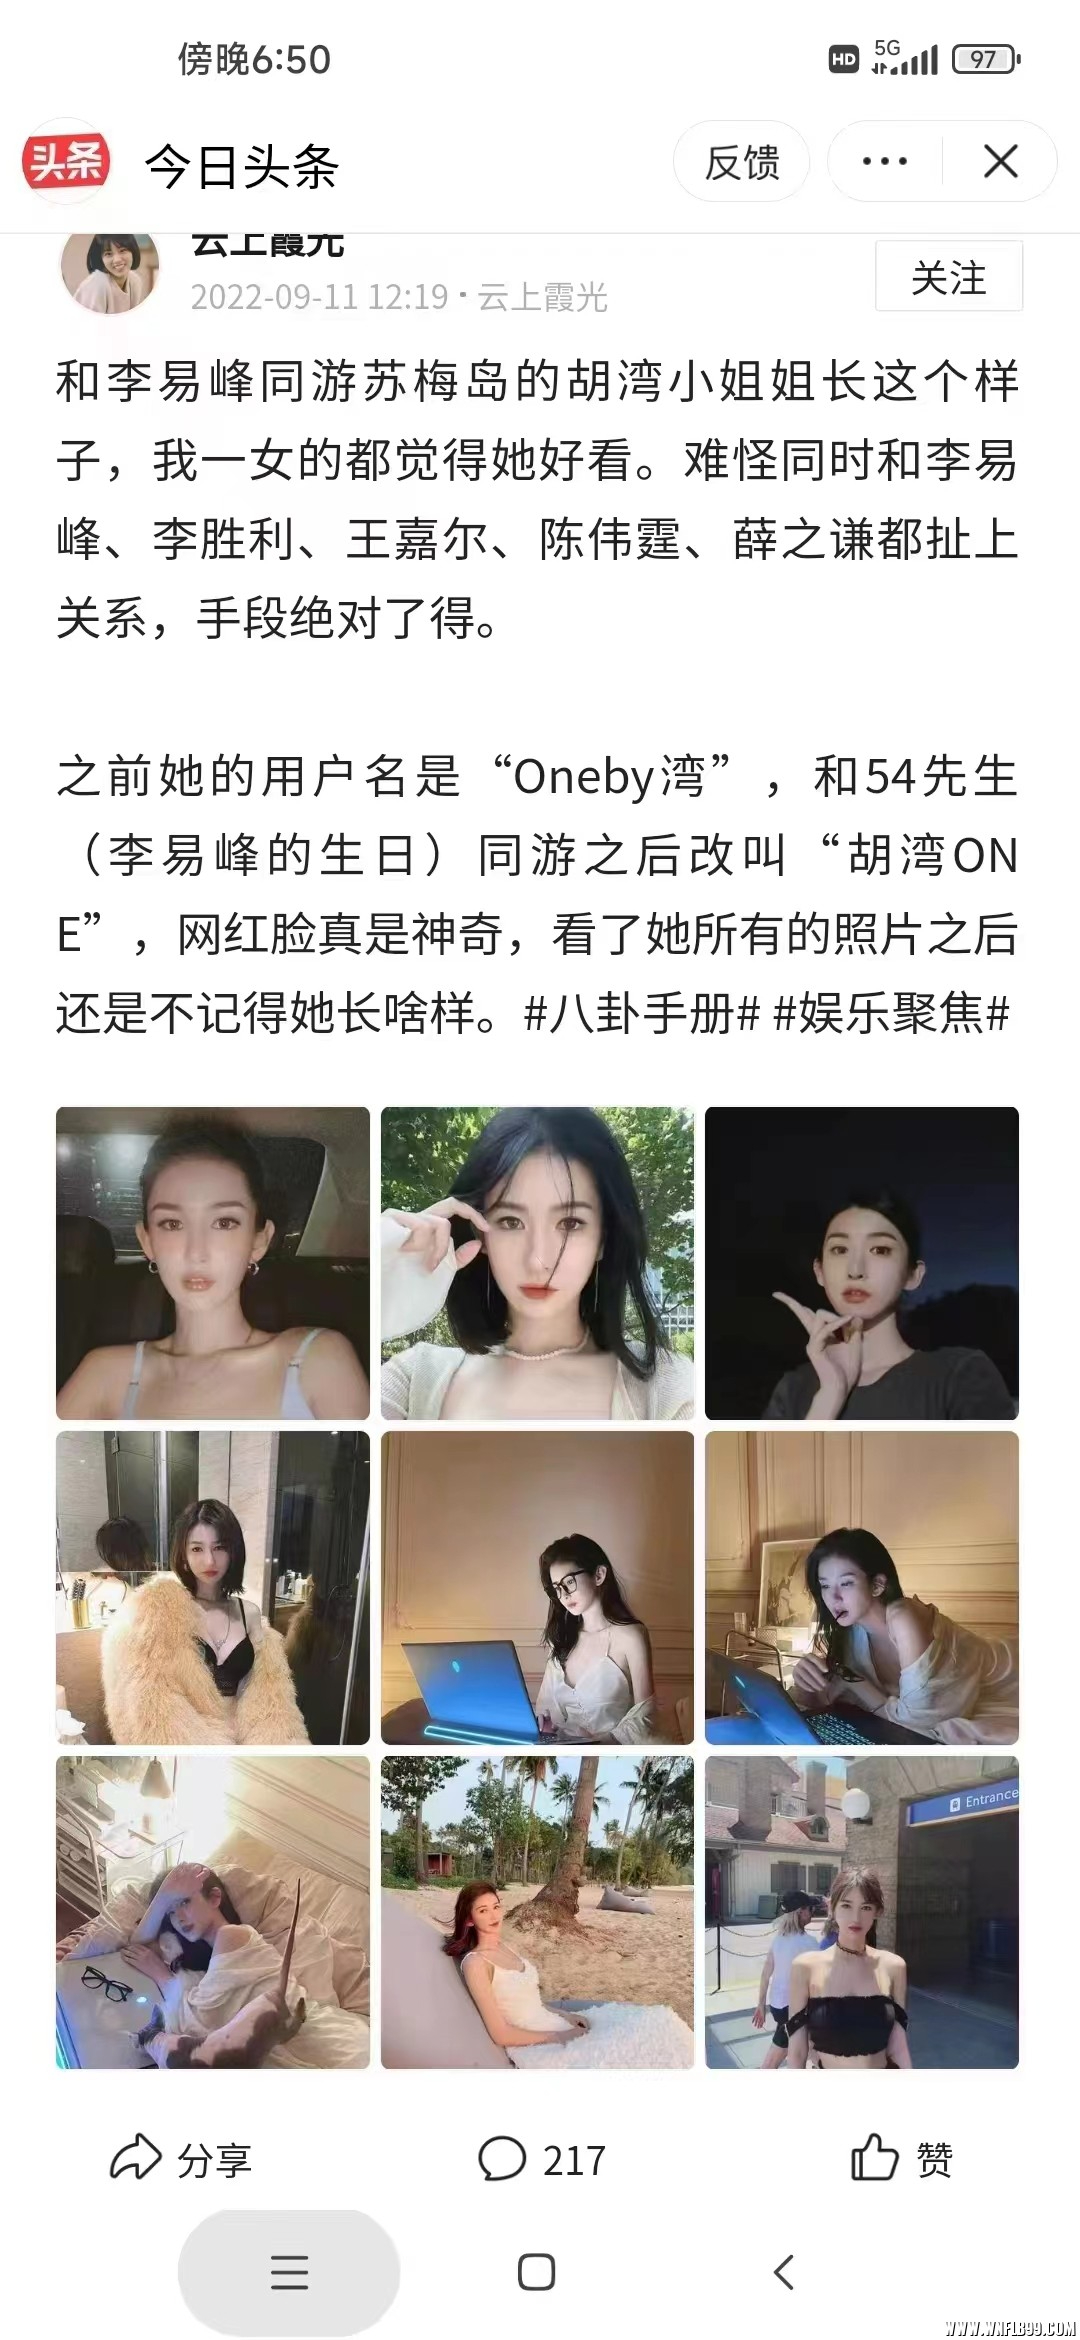 傍晚6:50
HD 5G 97
头条 今日头条 反馈
云上霞光
2022-09-11 12:19 · 云上霞光
关注
和李易峰同游苏梅岛的胡湾小姐姐长这个样
子，我一女的都觉得她好看。难怪同时和李易
峰、李胜利、王嘉尔、陈伟霆、薛之谦都扯上
关系，手段绝对了得。
之前她的用户名是“Oneby湾”，和54先生
（李易峰的生日）同游之后改叫“胡湾ON
E”，网红脸真是神奇，看了她所有的照片之后
还是不记得她长啥样。#八卦手册# #娱乐聚焦#
Entrance
分享 217 赞
WWW.WNFLB99.COM